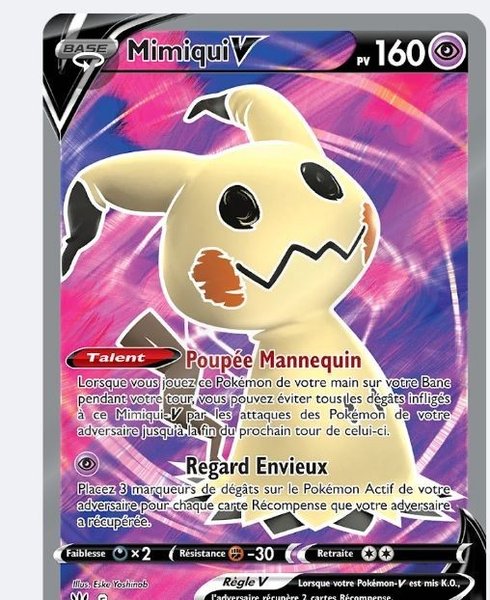 BASE
Mimiqui V PV 160
Talent Poupée Mannequin
Lorsque vous jouez ce Pokémon de votre main sur votre Banc
pendant votre tour, vous pouvez éviter tous les dégâts infligés
à ce Mimiqui-V par les attaques des Pokémon de votre
adversaire jusqu'à la fin du prochain tour de celui-ci.
Regard Envieux
Placez 3 marqueurs de dégâts sur le Pokémon Actif de votre
adversaire pour chaque carte Récompense que votre adversaire
a récupérée.
Faiblesse ×2 Résistance -30 Retraite
Illus. Eske Yoshinob
Règle V Lorsque votre Pokémon-V est mis K.O.,
l'adversaire récupère 2 cartes Récompense.